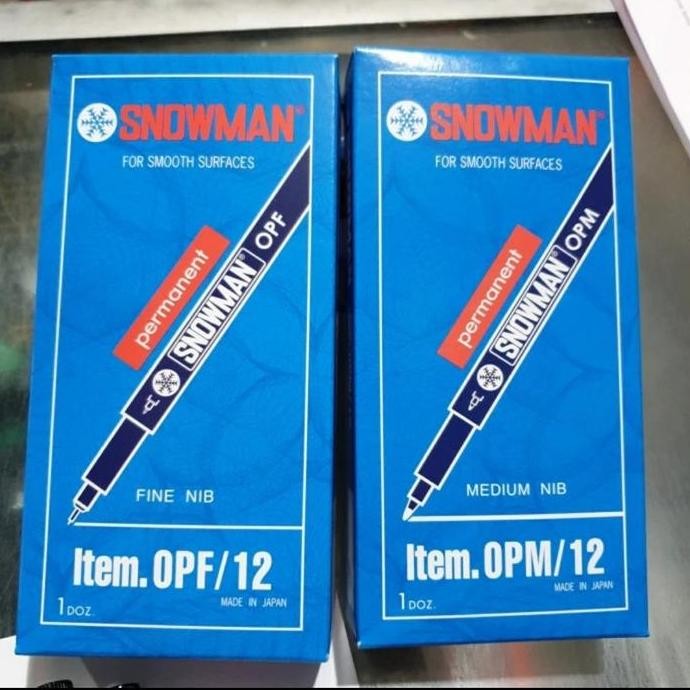 SNOWMAN®
FOR SMOOTH SURFACES
permanent
SNOWMAN® OPF
FINE NIB
Item. OPF/12
MADE IN JAPAN
1 DOZ.
SNOWMAN®
FOR SMOOTH SURFACES
permanent
SNOWMAN® OPM
MEDIUM NIB
Item. OPM/12
MADE IN JAPAN
1 DOZ.